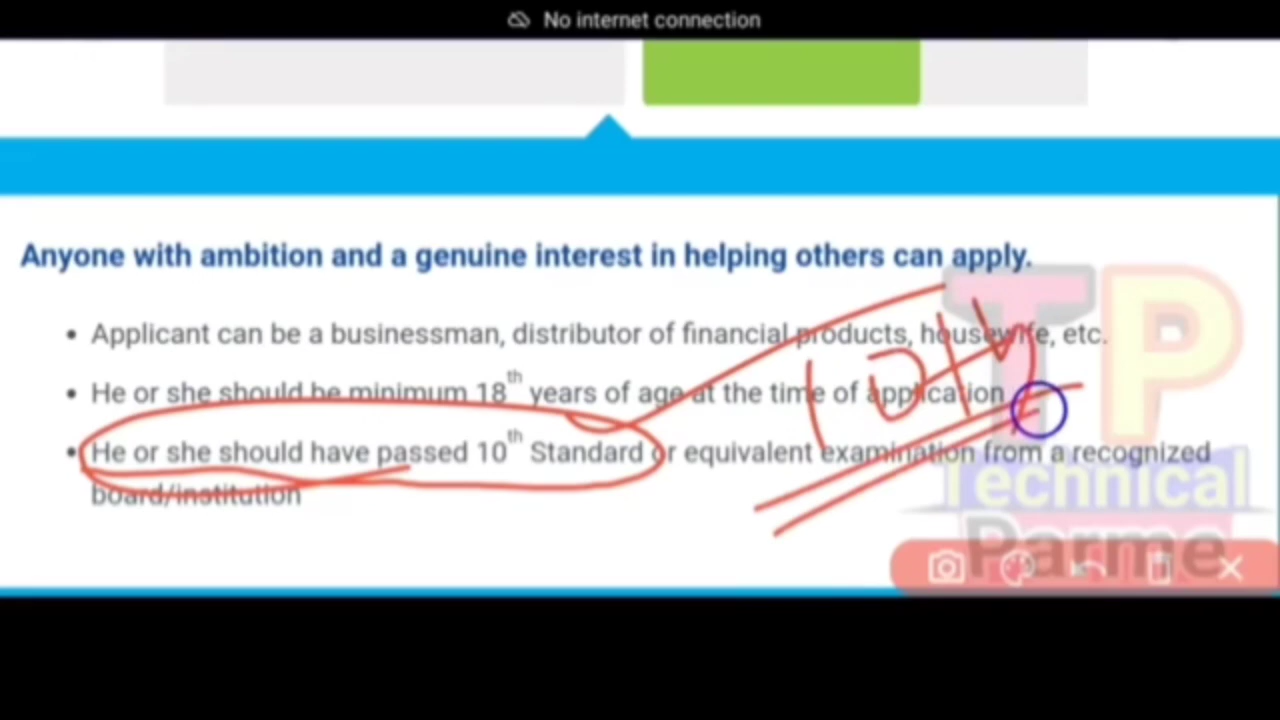 No internet connection
Anyone with ambition and a genuine interest in helping others can apply.
• Applicant can be a businessman, distributor of financial products, housewife, etc.
• He or she should be minimum 18th years of age at the time of application
• He or she should have passed 10th Standard or equivalent examination from a recognized
board/institution
10th
TP
Technical
Parme